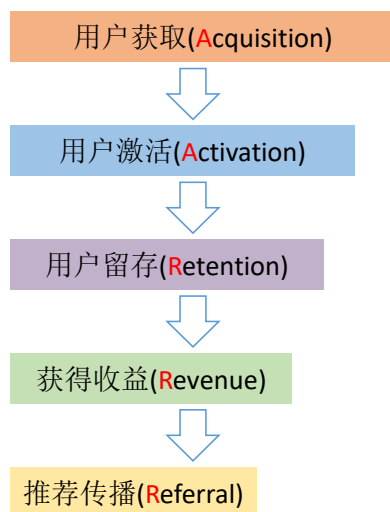 用户获取(Acquisition)
用户激活(Activation)
用户留存(Retention)
获得收益(Revenue)
推荐传播(Referral)